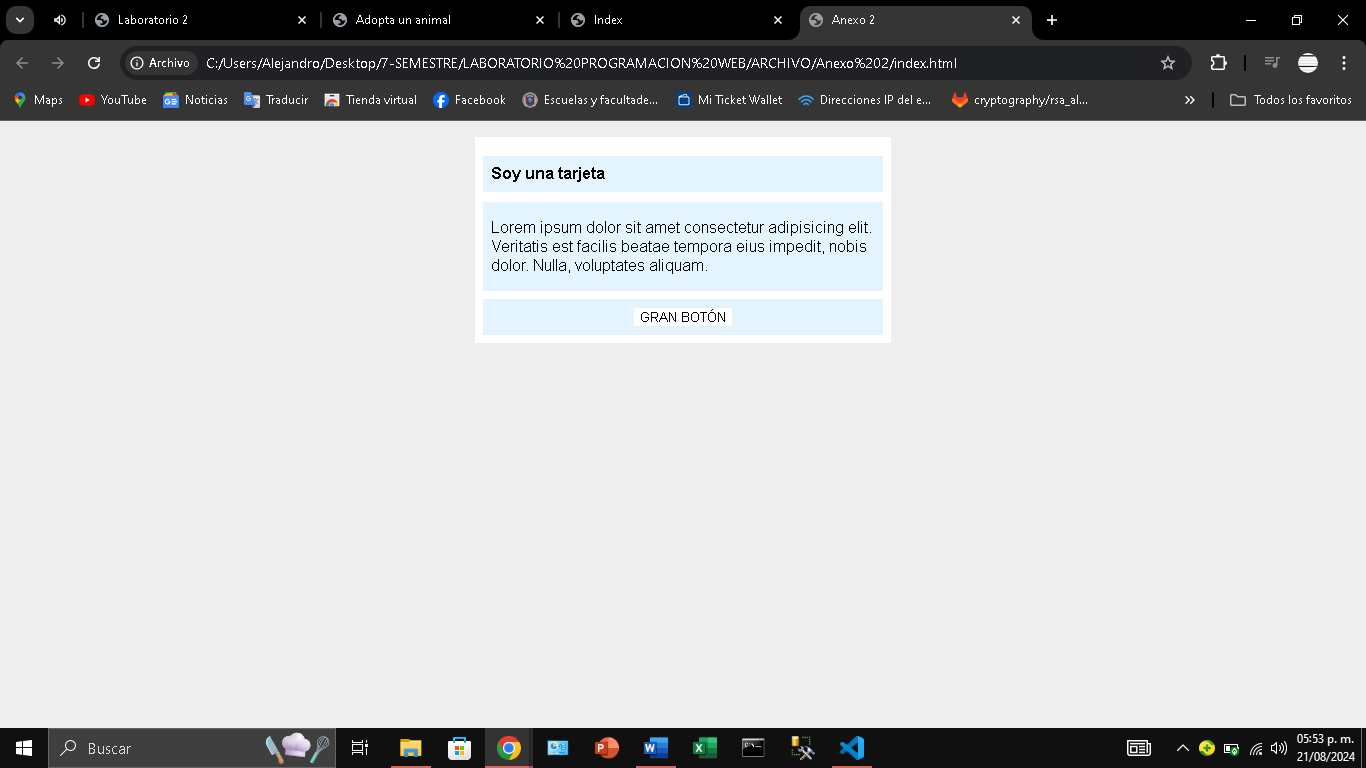 Laboratorio 2
Adopta un animal
Index
Anexo 2
Archivo
C:/Users/Alejandro/Desktop/7-SEMESTRE/LABORATORIO%20PROGRAMACION%20WEB/ARCHIVO/Anexo%202/index.html
Maps
YouTube
Noticias
Traducir
Tienda virtual
Facebook
Escuelas y facultade...
Mi Ticket Wallet
Direcciones IP del e...
cryptography/rsa_al...
Todos los favoritos
Soy una tarjeta
Lorem ipsum dolor sit amet consectetur adipisicing elit.
Veritatis est facilis beatae tempora eius impedit, nobis
dolor. Nulla, voluptates aliquam.
GRAN BOTÓN
Buscar
05:53 p. m.
21/08/2024